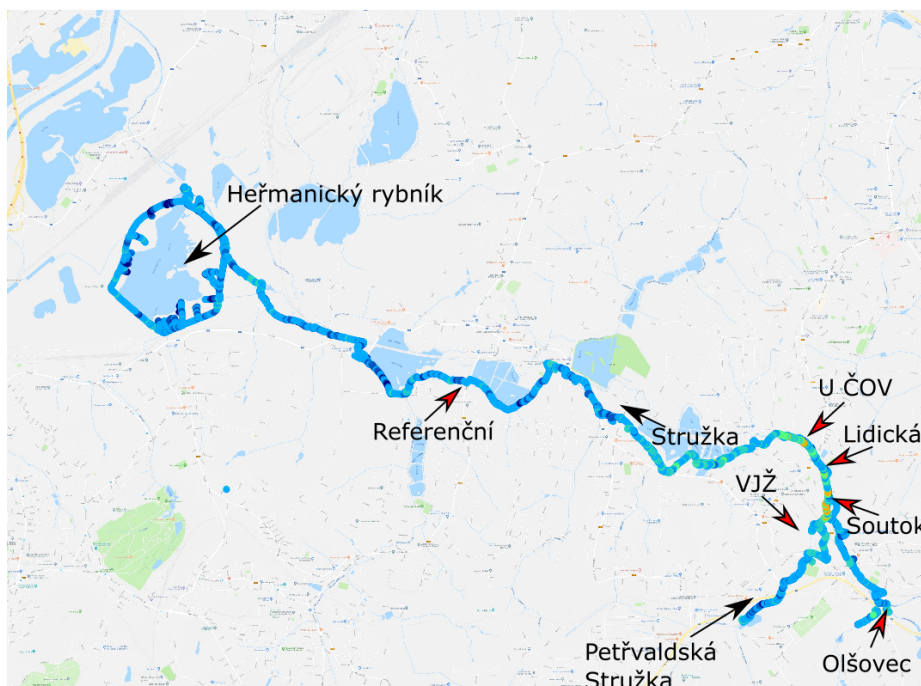 Heřmanický rybník
U ČOV
Lidická
Referenční
Stružka
VJŽ
Soutok
Petřvaldská
Stružka
Olšovec